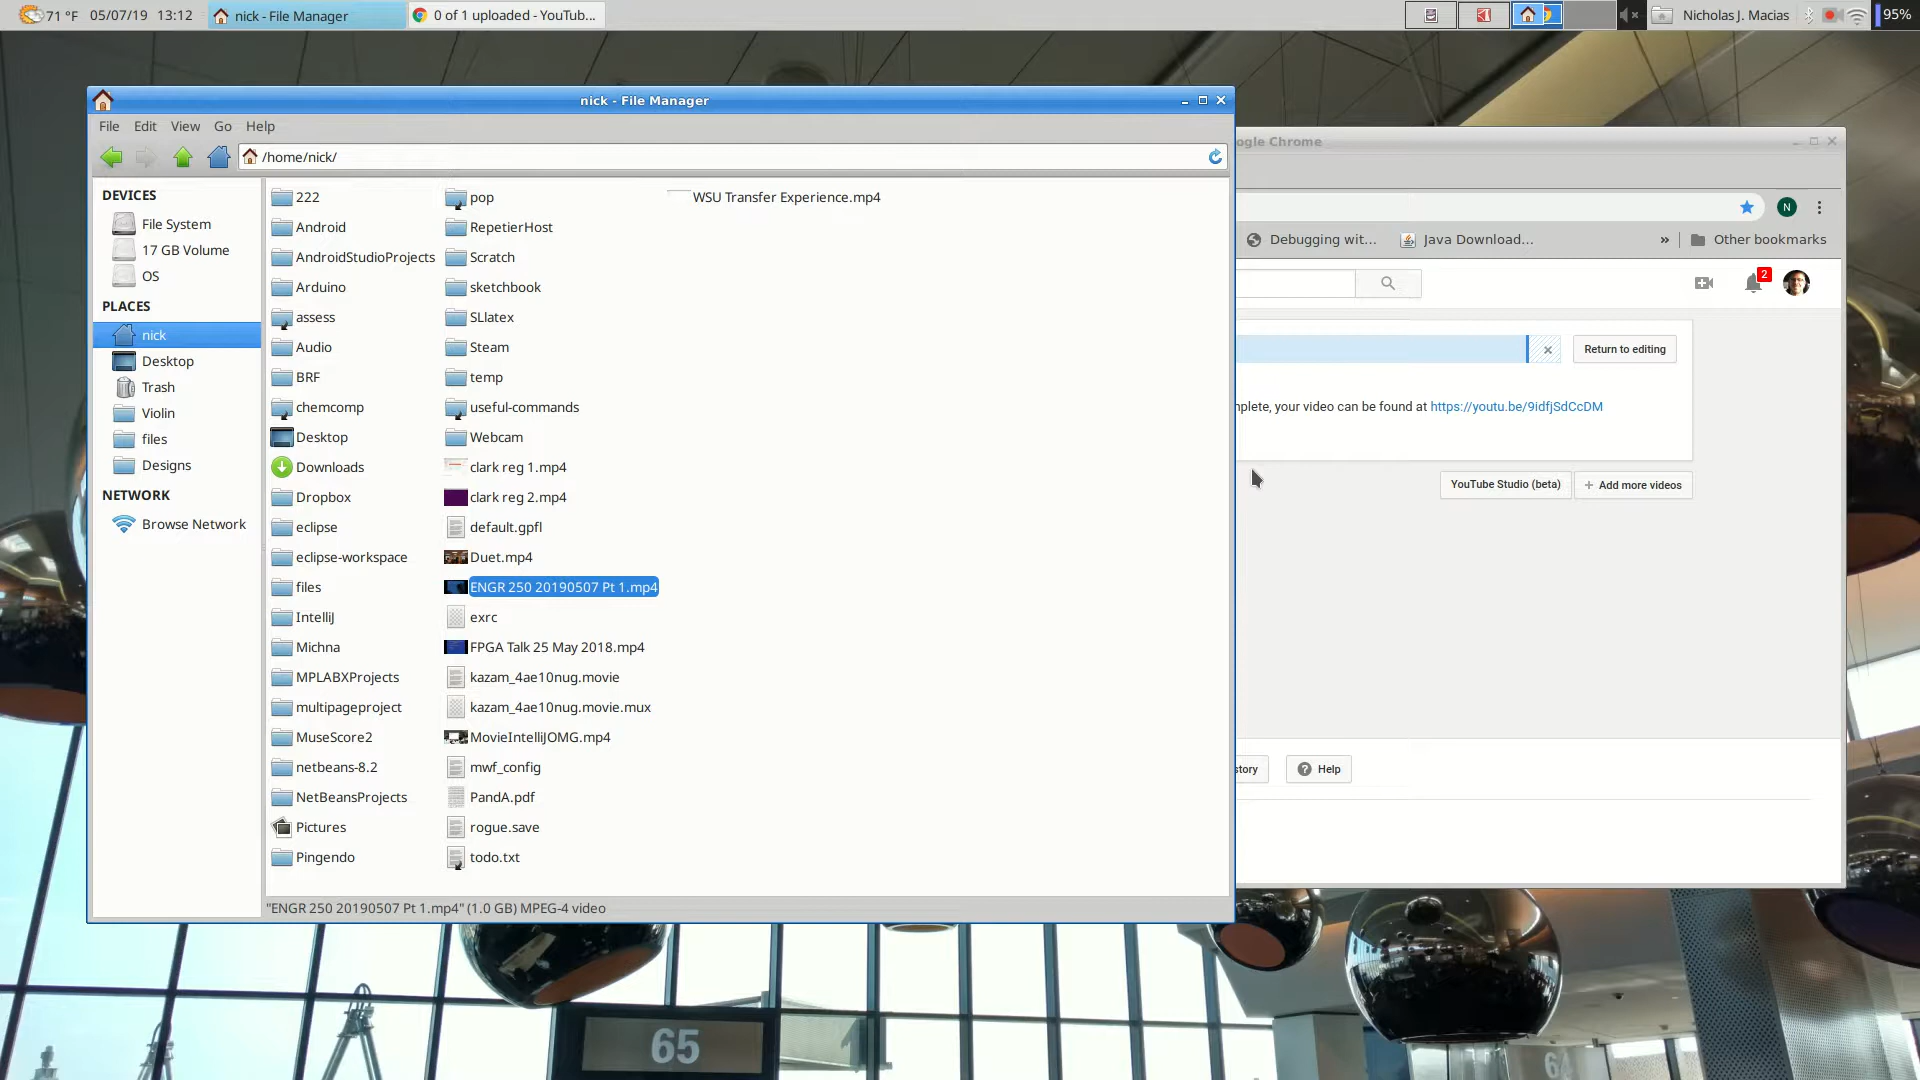 71 °F 05/07/19 13:12 nick - File Manager 0 of 1 uploaded - YouTub... Nicholas J. Macias 95%
nick - File Manager
File Edit View Go Help
/home/nick/
DEVICES
File System
17 GB Volume
OS
PLACES
nick
Desktop
Trash
Violin
files
Designs
NETWORK
Browse Network
222
Android
AndroidStudioProjects
Arduino
assess
Audio
BRF
chemcomp
Desktop
Downloads
Dropbox
eclipse
eclipse-workspace
files
IntelliJ
Michna
MPLABXProjects
multipageproject
MuseScore2
netbeans-8.2
NetBeansProjects
Pictures
Pingendo
pop
RepetierHost
Scratch
sketchbook
SLlatex
Steam
temp
useful-commands
Webcam
clark reg 1.mp4
clark reg 2.mp4
default.gpfl
Duet.mp4
ENGR 250 20190507 Pt 1.mp4
exrc
FPGA Talk 25 May 2018.mp4
kazam_4ae10nug.movie
kazam_4ae10nug.movie.mux
MovieIntelliJOMG.mp4
mwf_config
PandA.pdf
rogue.save
todo.txt
WSU Transfer Experience.mp4
"ENGR 250 20190507 Pt 1.mp4" (1.0 GB) MPEG-4 video
ogle Chrome
N
Debugging wit... Java Download... » Other bookmarks
2
Return to editing
nplete, your video can be found at https://youtu.be/9idfjSdCcDM
YouTube Studio (beta) + Add more videos
story ? Help
65